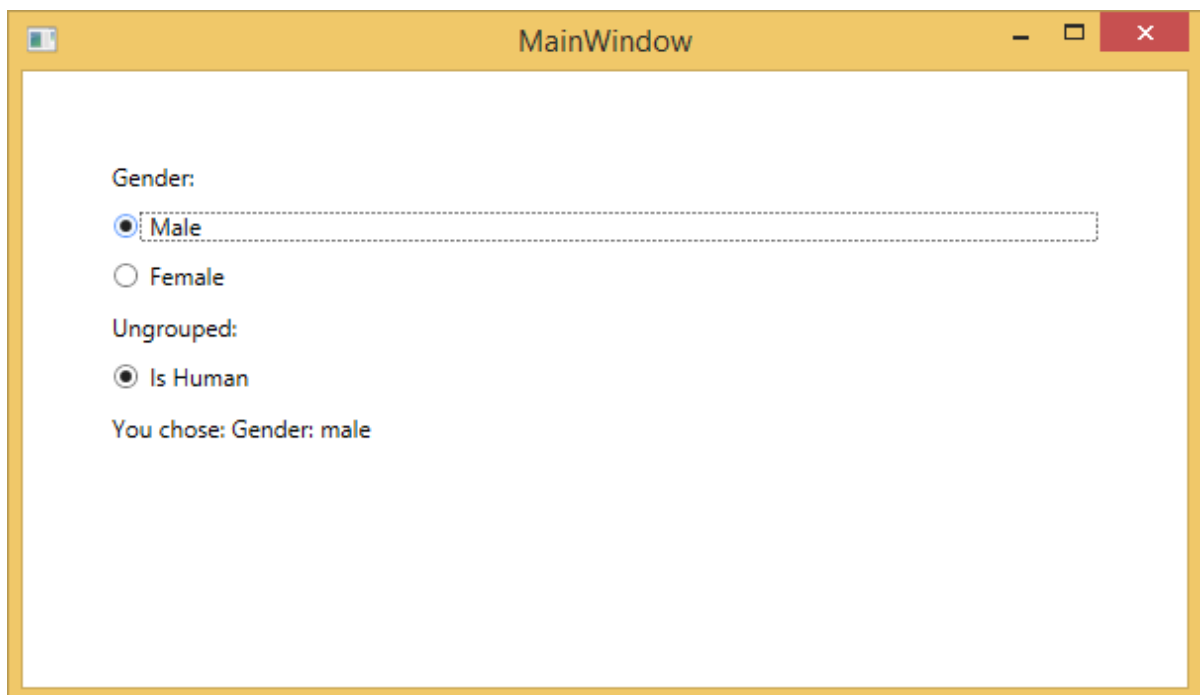 MainWindow
Gender:
Male
Female
Ungrouped:
Is Human
You chose: Gender: male